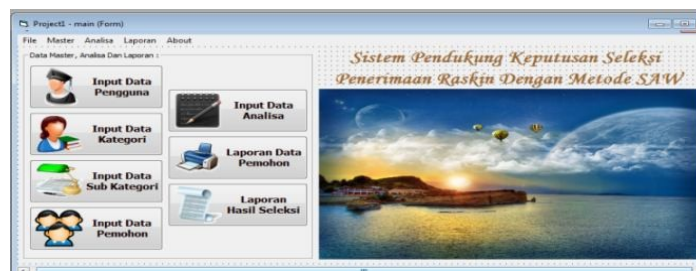 Project1 - main (Form)
File Master Analisa Laporan About
Data Master, Analisa Dan Laporan :
Input Data
Pengguna
Input Data
Kategori
Input Data
Sub Kategori
Input Data
Pemohon
Input Data
Analisa
Laporan Data
Pemohon
Laporan
Hasil Seleksi
Sistem Pendukung Keputusan Seleksi
Penerimaan Raskin Dengan Metode SAW